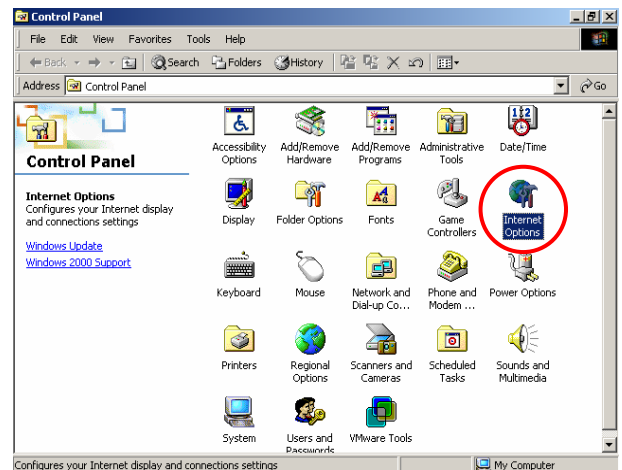 Control Panel
File Edit View Favorites Tools Help
Back Search Folders History
Address Control Panel Go
Control Panel
Internet Options
Configures your Internet display
and connections settings
Windows Update
Windows 2000 Support
Accessibility
Options
Add/Remove
Hardware
Add/Remove
Programs
Administrative
Tools
12
Date/Time
Display
Folder Options
Fonts
Game
Controllers
Internet
Options
Keyboard
Mouse
Network and
Dial-up Co...
Phone and
Modem ...
Power Options
Printers
Regional
Options
Scanners and
Cameras
Scheduled
Tasks
Sounds and
Multimedia
System
Users and
Passwords
VMware Tools
Configures your Internet display and connections settings
My Computer